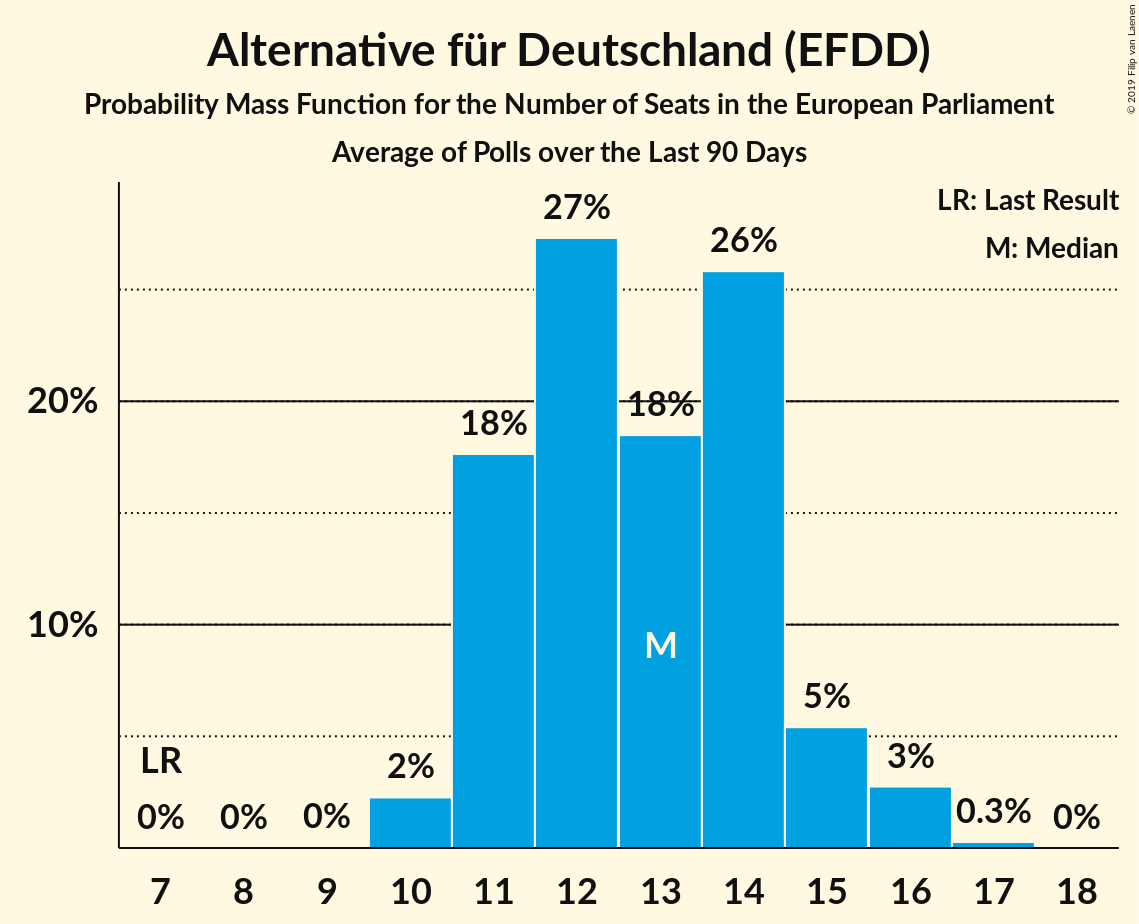 Alternative für Deutschland (EFDD)
Probability Mass Function for the Number of Seats in the European Parliament
Average of Polls over the Last 90 Days
© 2019 Filip van Laenen
LR: Last Result
M: Median
27%
26%
20%
18%
18%
10%
M
5%
LR
2%
3%
0%
0%
0%
0.3%
0%
7 8 9 10 11 12 13 14 15 16 17 18